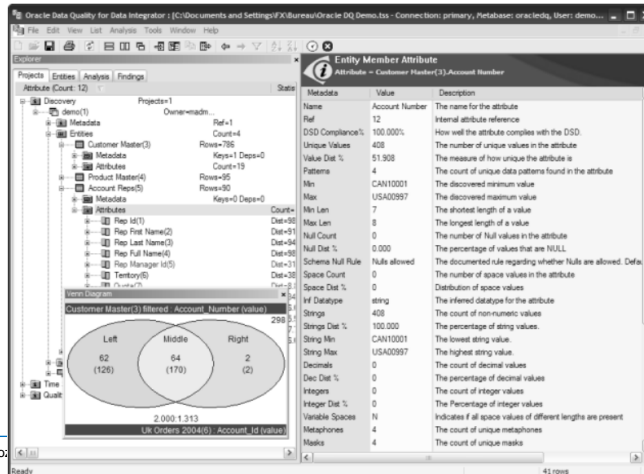 Oracle Data Quality for Data Integrator : [C:\Documents and Settings\FX\Bureau\Oracle DQ Demo.tss - Connection: primary, Metabase: oracledq, User: demo...
File Edit View List Analysis Tools Window Help
Explorer
Projects Entities Analysis Findings
Attribute (Count: 12)
Discovery Projects=1
demo(1) Owner=madm...
Metadata Ref=1
Entities Count=4
Customer Master(3) Rows=786
Metadata Keys=1 Deps=0
Attributes Count=19
Product Master(4) Rows=95
Account Reps(5) Rows=90
Metadata Keys=0 Deps=0
Attributes Count=
Rep Id(1) Dist=98
Rep First Name(2) Dist=91
Rep Last Name(3) Dist=94
Rep Full Name(4) Dist=98
Rep Manager Id(5) Dist=31
Territory(6) Dist=38
Time
Qualit
Venn Diagram
Customer Master(3) filtered : Account_Number (value)
298
Left Middle Right
62 64 2
(126) (170) (2)
2.000:1.313
Uk Orders 2004(6) : Account_Id (value)
Entity Member Attribute
Attribute - Customer Master(3).Account Number
Metadata Value Description
Name Account Number The name for the attribute
Ref 12 Internal attribute reference
DSD Compliance% 100.000% How well the attribute complies with the DSD.
Unique Values 408 The number of unique values in the attribute
Value Dist % 51.908 The measure of how unique the attribute is
Patterns 4 The count of unique data patterns found in the attribute
Min CAN10001 The discovered minimum value
Max USA00997 The discovered maximum value
Min Len 7 The shortest length of a value
Max Len 8 The longest length of a value
Null Count 0 The number of Null values in the attribute
Null Dist % 0.000 The percentage of values that are NULL
Schema Null Rule Nulls allowed The documented rule regarding whether Nulls are allowed. Defau
Space Count 0 The number of space values in the attribute
Space Dist % 0 Distribution of space values
Inf Datatype string The inferred datatype for the attribute
Strings 408 The count of non-numeric values
Strings Dist % 100.000 The percentage of string values.
String Min CAN10001 The lowest string value.
String Max USA00997 The highest string value.
Decimals 0 The count of decimal values
Dec Dist % 0 The percentage of decimal values
Integers 0 The count of integer values
Integer Dist % 0 The Percentage of integer values
Variable Spaces N Indicates if all space values of different lengths are present
Metaphones 4 The count of unique metaphones
Masks 4 The count of unique masks
Ready 41 rows